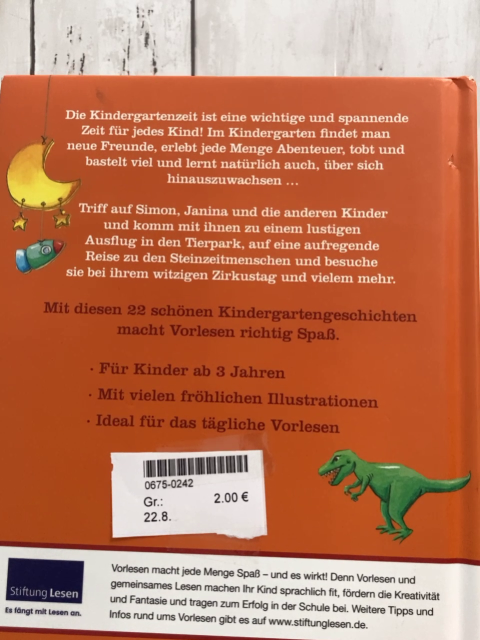 Die Kindergartenzeit ist eine wichtige und spannende
Zeit für jedes Kind! Im Kindergarten findet man
neue Freunde, erlebt jede Menge Abenteuer, tobt und
bastelt viel und lernt natürlich auch, über sich
hinauszuwachsen ...
Triff auf Simon, Janina und die anderen Kinder
und komm mit ihnen zu einem lustigen
Ausflug in den Tierpark, auf eine aufregende
Reise zu den Steinzeitmenschen und besuche
sie bei ihrem witzigen Zirkustag und vielem mehr.
Mit diesen 22 schönen Kindergartengeschichten
macht Vorlesen richtig Spaß.
· Für Kinder ab 3 Jahren
· Mit vielen fröhlichen Illustrationen
· Ideal für das tägliche Vorlesen
0675-0242
Gr.: 2.00 €
22.8.
Stiftung Lesen
Es fängt mit Lesen an.
Vorlesen macht jede Menge Spaß – und es wirkt! Denn Vorlesen und
gemeinsames Lesen machen Ihr Kind sprachlich fit, fördern die Kreativität
und Fantasie und tragen zum Erfolg in der Schule bei. Weitere Tipps und
Infos rund ums Vorlesen gibt es auf www.stiftunglesen.de.